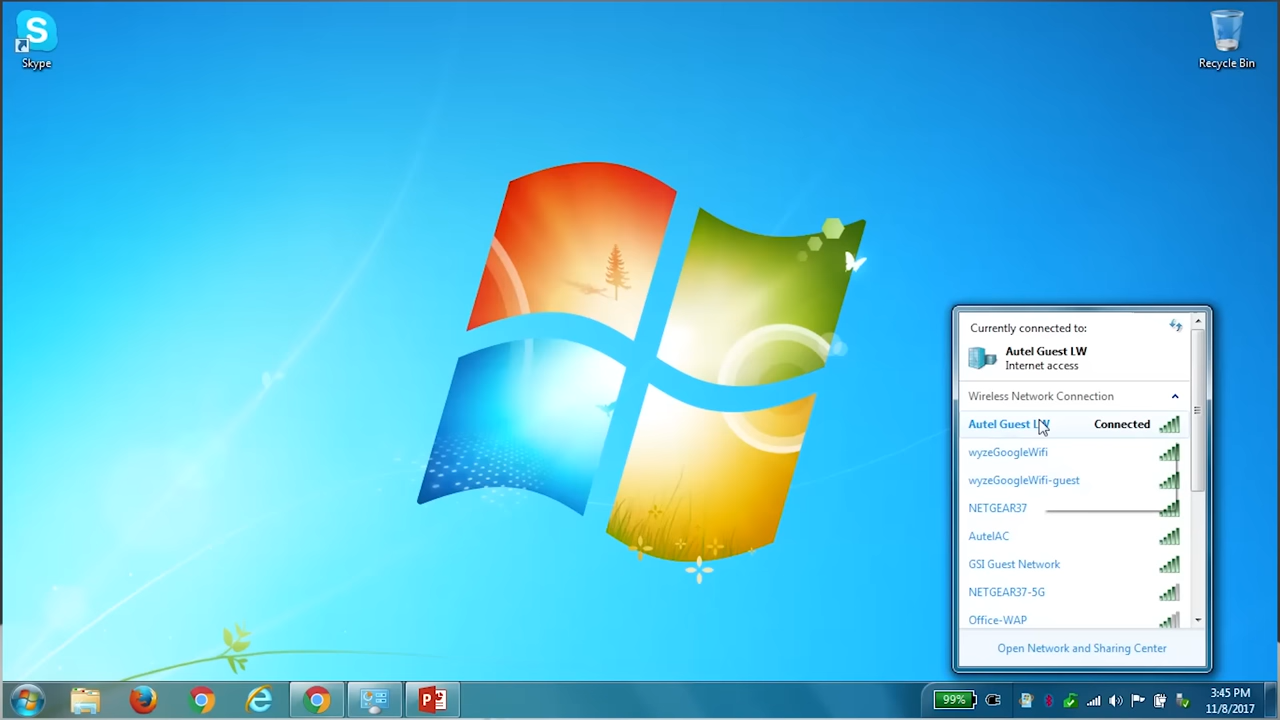 Skype
Recycle Bin
Currently connected to:
Autel Guest LW
Internet access
Wireless Network Connection
Autel Guest LW Connected
wyzeGoogleWifi
wyzeGoogleWifi-guest
NETGEAR37
AutelAC
GSI Guest Network
NETGEAR37-5G
Office-WAP
Open Network and Sharing Center
99%
3:45 PM
11/8/2017